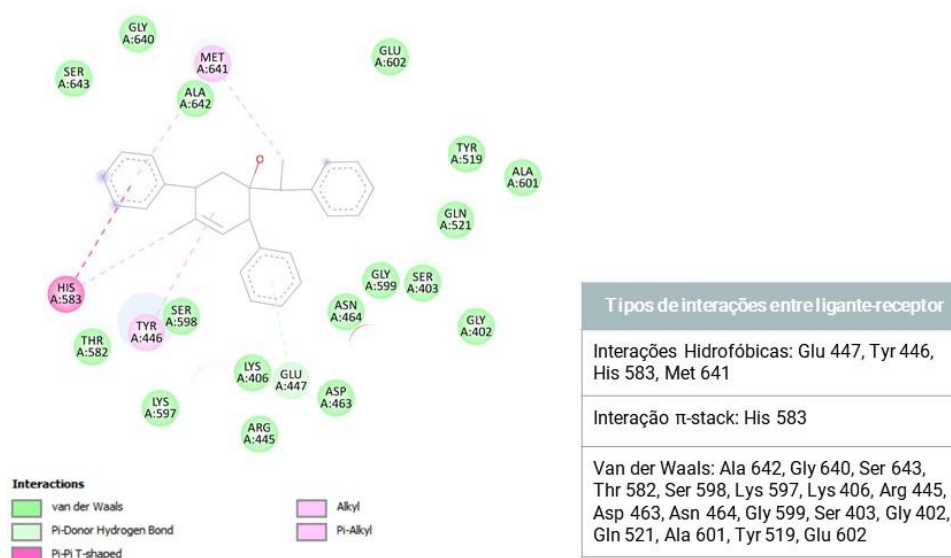 GLY
A:640
MET
A:641
GLU
A:602
SER
A:643
ALA
A:642
O
TYR
A:519
ALA
A:601
GLN
A:521
HIS
A:583
GLY
A:599
SER
A:403
ASN
A:464
GLY
A:402
THR
A:582
TYR
A:446
SER
A:598
LYS
A:406
GLU
A:447
ASP
A:463
LYS
A:597
ARG
A:445
Interactions
van der Waals
Pi-Donor Hydrogen Bond
Pi-Pi T-shaped
Alkyl
Pi-Alkyl
Tipos de interações entre ligante-receptor
Interações Hidrofóbicas: Glu 447, Tyr 446,
His 583, Met 641
Interação π-stack: His 583
Van der Waals: Ala 642, Gly 640, Ser 643,
Thr 582, Ser 598, Lys 597, Lys 406, Arg 445,
Asp 463, Asn 464, Gly 599, Ser 403, Gly 402,
Gln 521, Ala 601, Tyr 519, Glu 602